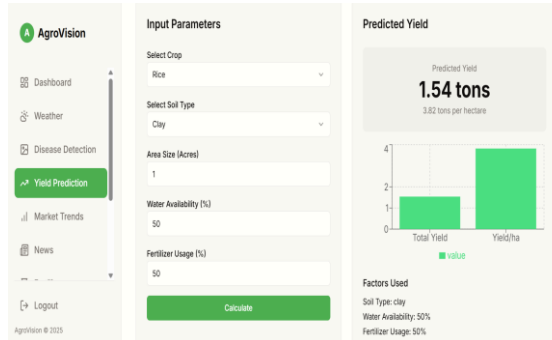 A AgroVision
Dashboard
Weather
Disease Detection
Yield Prediction
Market Trends
News
Logout
AgroVision © 2025
Input Parameters
Select Crop
Rice
Select Soil Type
Clay
Area Size (Acres)
1
Water Availability (%)
50
Fertilizer Usage (%)
50
Calculate
Predicted Yield
Predicted Yield
1.54 tons
3.82 tons per hectare
4
2
1
0
Total Yield
Yield/ha
value
Factors Used
Soil Type: clay
Water Availability: 50%
Fertilizer Usage: 50%